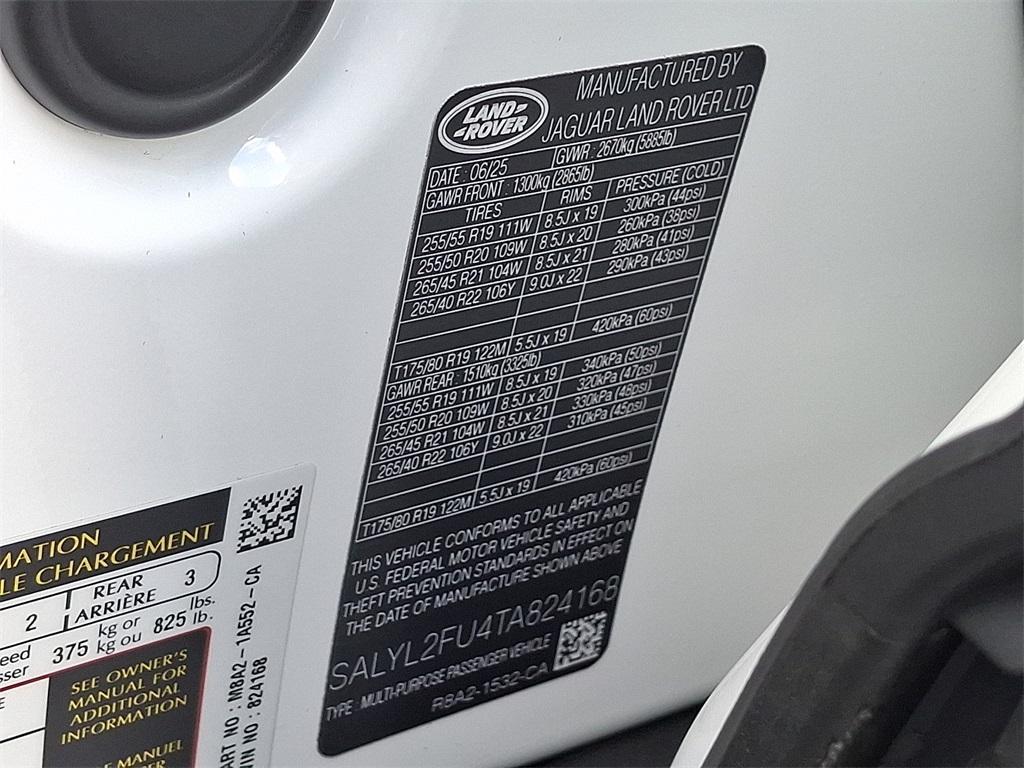 LAND-
-ROVER
MANUFACTURED BY
JAGUAR LAND ROVER LTD
DATE : 06/25 GVWR : 2670kg (5885lb)
GAWR FRONT : 1300kg (2865lb)
TIRES RIMS PRESSURE (COLD)
255/55 R19 111W 8.5J x 19 300kPa (44psi)
255/50 R20 109W 8.5J x 20 260kPa (38psi)
265/45 R21 104W 8.5J x 21 280kPa (41psi)
265/40 R22 106Y 9.0J x 22 290kPa (43psi)
T175/80 R19 122M 5.5J x 19 420kPa (60psi)
GAWR REAR : 1510kg (3325lb)
255/55 R19 111W 8.5J x 19 340kPa (50psi)
255/50 R20 109W 8.5J x 20 320kPa (47psi)
265/45 R21 104W 8.5J x 21 330kPa (48psi)
265/40 R22 106Y 9.0J x 22 310kPa (45psi)
T175/80 R19 122M 5.5J x 19 420kPa (60psi)
THIS VEHICLE CONFORMS TO ALL APPLICABLE
U.S. FEDERAL MOTOR VEHICLE SAFETY AND
THEFT PREVENTION STANDARDS IN EFFECT ON
THE DATE OF MANUFACTURE SHOWN ABOVE
SALYL2FU4TA824168
TYPE : MULTI-PURPOSE PASSENGER VEHICLE
R8A2-1532-CA
MATION
LE CHARGEMENT
2 REAR 3
ARRIÈRE
375 kg or 825 lbs.
kg ou lb.
SEE OWNER'S
MANUAL FOR
ADDITIONAL
INFORMATION
MANUEL
PART NO : M8A2-1A552-CA
VIN NO : 824168